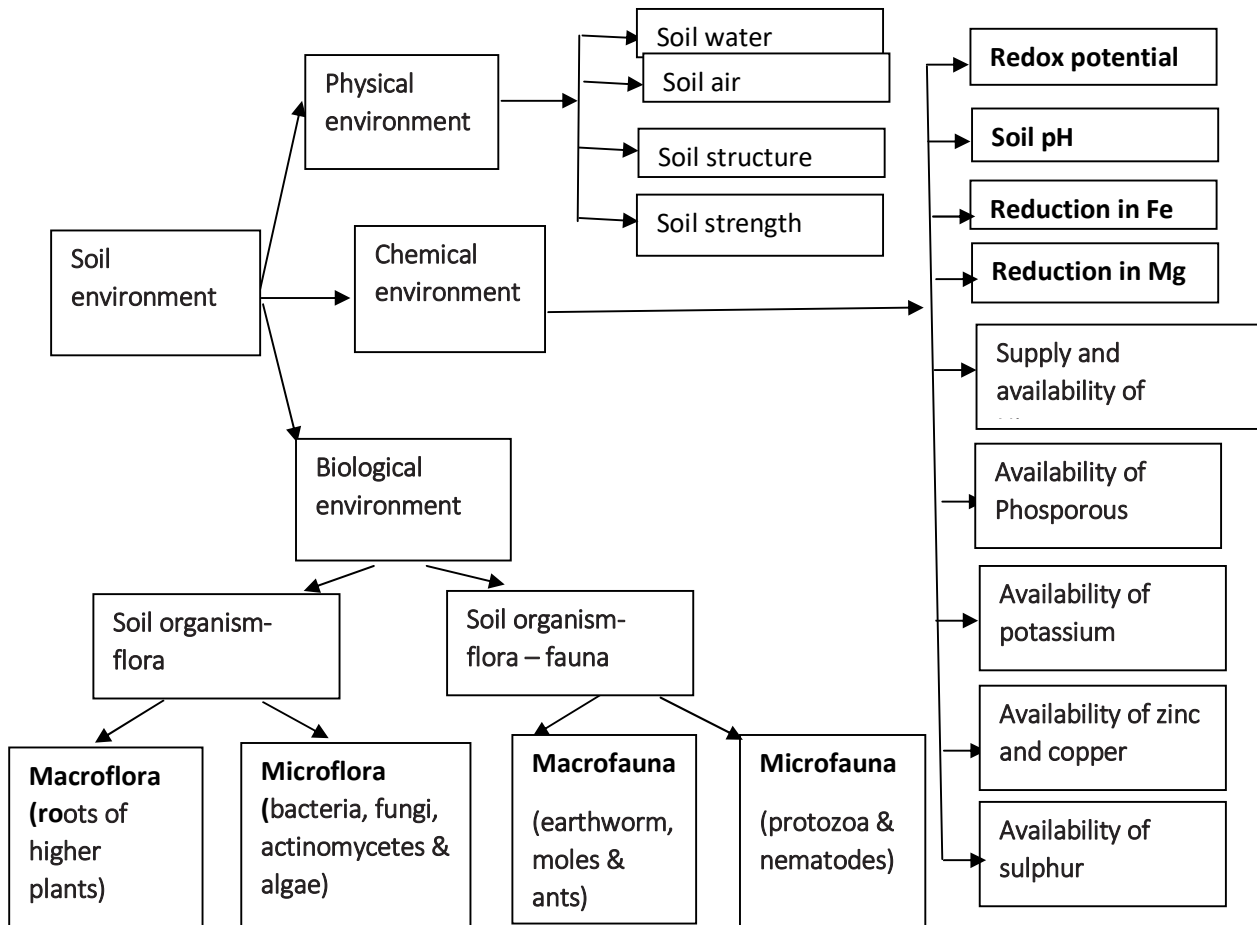 Soil
environment
Physical
environment
Soil water
Soil air
Soil structure
Soil strength
Chemical
environment
Redox potential
Soil pH
Reduction in Fe
Reduction in Mg
Supply and
availability of
Availability of
Phosporous
Availability of
potassium
Availability of zinc
and copper
Availability of
sulphur
Biological
environment
Soil organism-
flora
Soil organism-
flora – fauna
Macroflora
(roots of
higher
plants)
Microflora
(bacteria, fungi,
actinomycetes &
algae)
Macrofauna
(earthworm,
moles &
ants)
Microfauna
(protozoa &
nematodes)